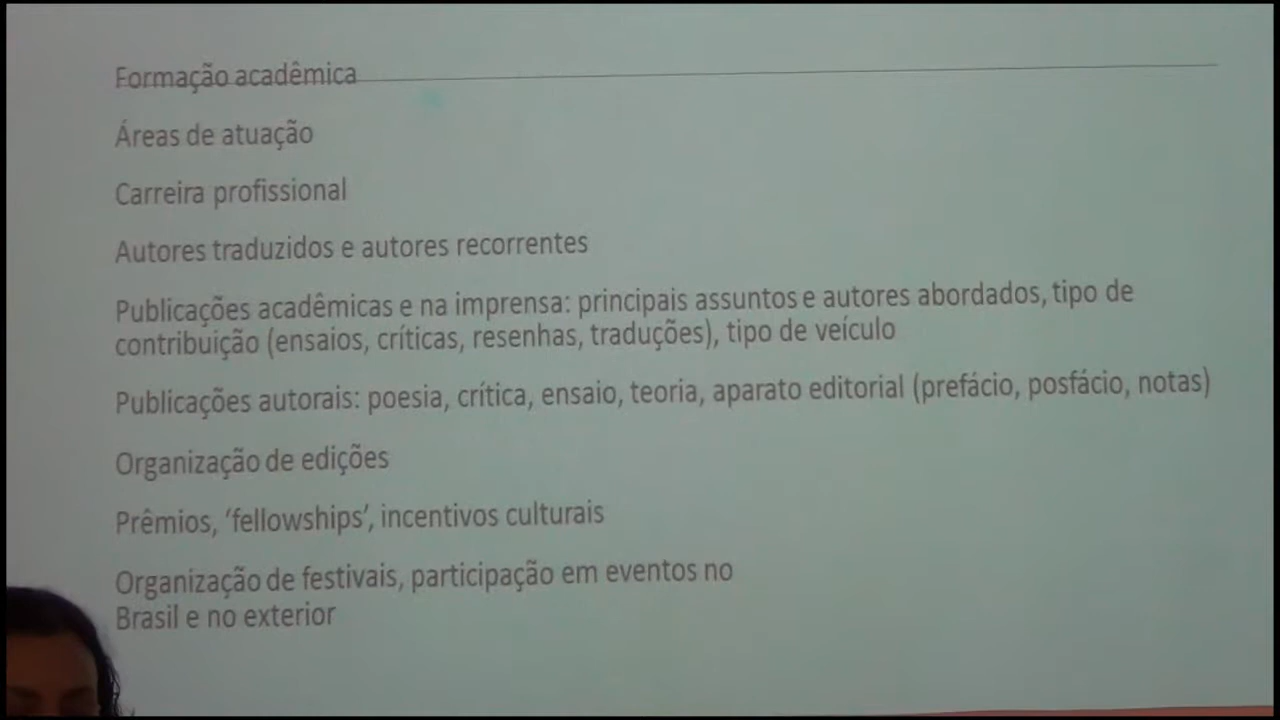 Formação acadêmica
Áreas de atuação
Carreira profissional
Autores traduzidos e autores recorrentes
Publicações acadêmicas e na imprensa: principais assuntos e autores abordados, tipo de
contribuição (ensaios, críticas, resenhas, traduções), tipo de veículo
Publicações autorais: poesia, crítica, ensaio, teoria, aparato editorial (prefácio, posfácio, notas)
Organização de edições
Prêmios, ‘fellowships’, incentivos culturais
Organização de festivais, participação em eventos no
Brasil e no exterior